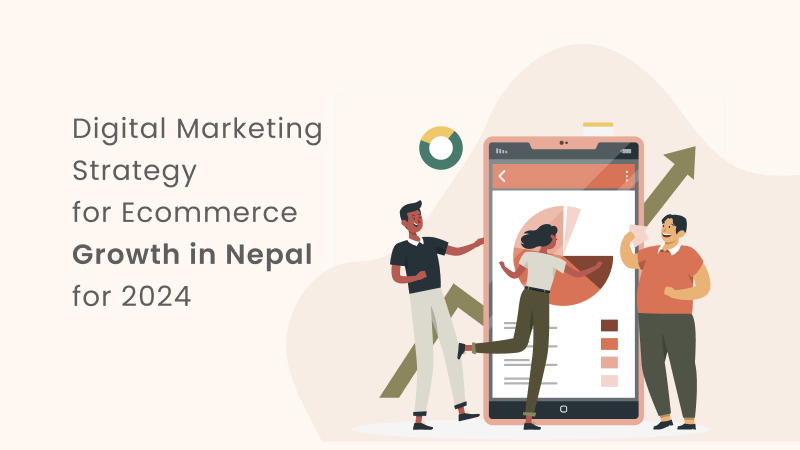 Digital Marketing
Strategy
for Ecommerce
Growth in Nepal
for 2024